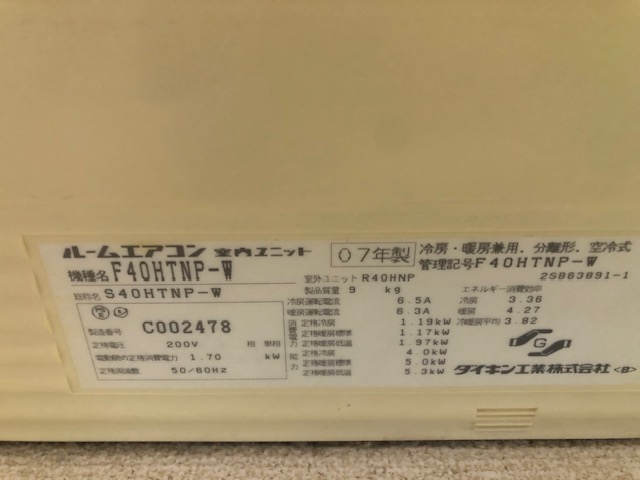 ルームエアコン 室内ユニット 07年製 冷房・暖房兼用, 分離形, 空冷式
機種名 F40HTNP-W 管理記号 F40HTNP-W
2S863891-1
総称名 S40HTNP-W
室外ユニット R40HNP
製品質量 9 kg
冷房運転電流 6.5A
暖房運転電流 6.3A
消費電力 定格冷房 1.19kW
定格暖房標準 1.17kW
定格暖房低温 1.97kW
能力 定格冷房 4.0kW
定格暖房標準 5.0kW
定格暖房低温 5.3kW
エネルギー消費効率
冷房 3.36
暖房 4.27
冷暖房平均 3.82
製造番号 C002478
定格電圧 200V 相 単相
電動機の定格消費電力 1.70 kW
定格周波数 50/60Hz
G
ダイキン工業株式会社 <B>